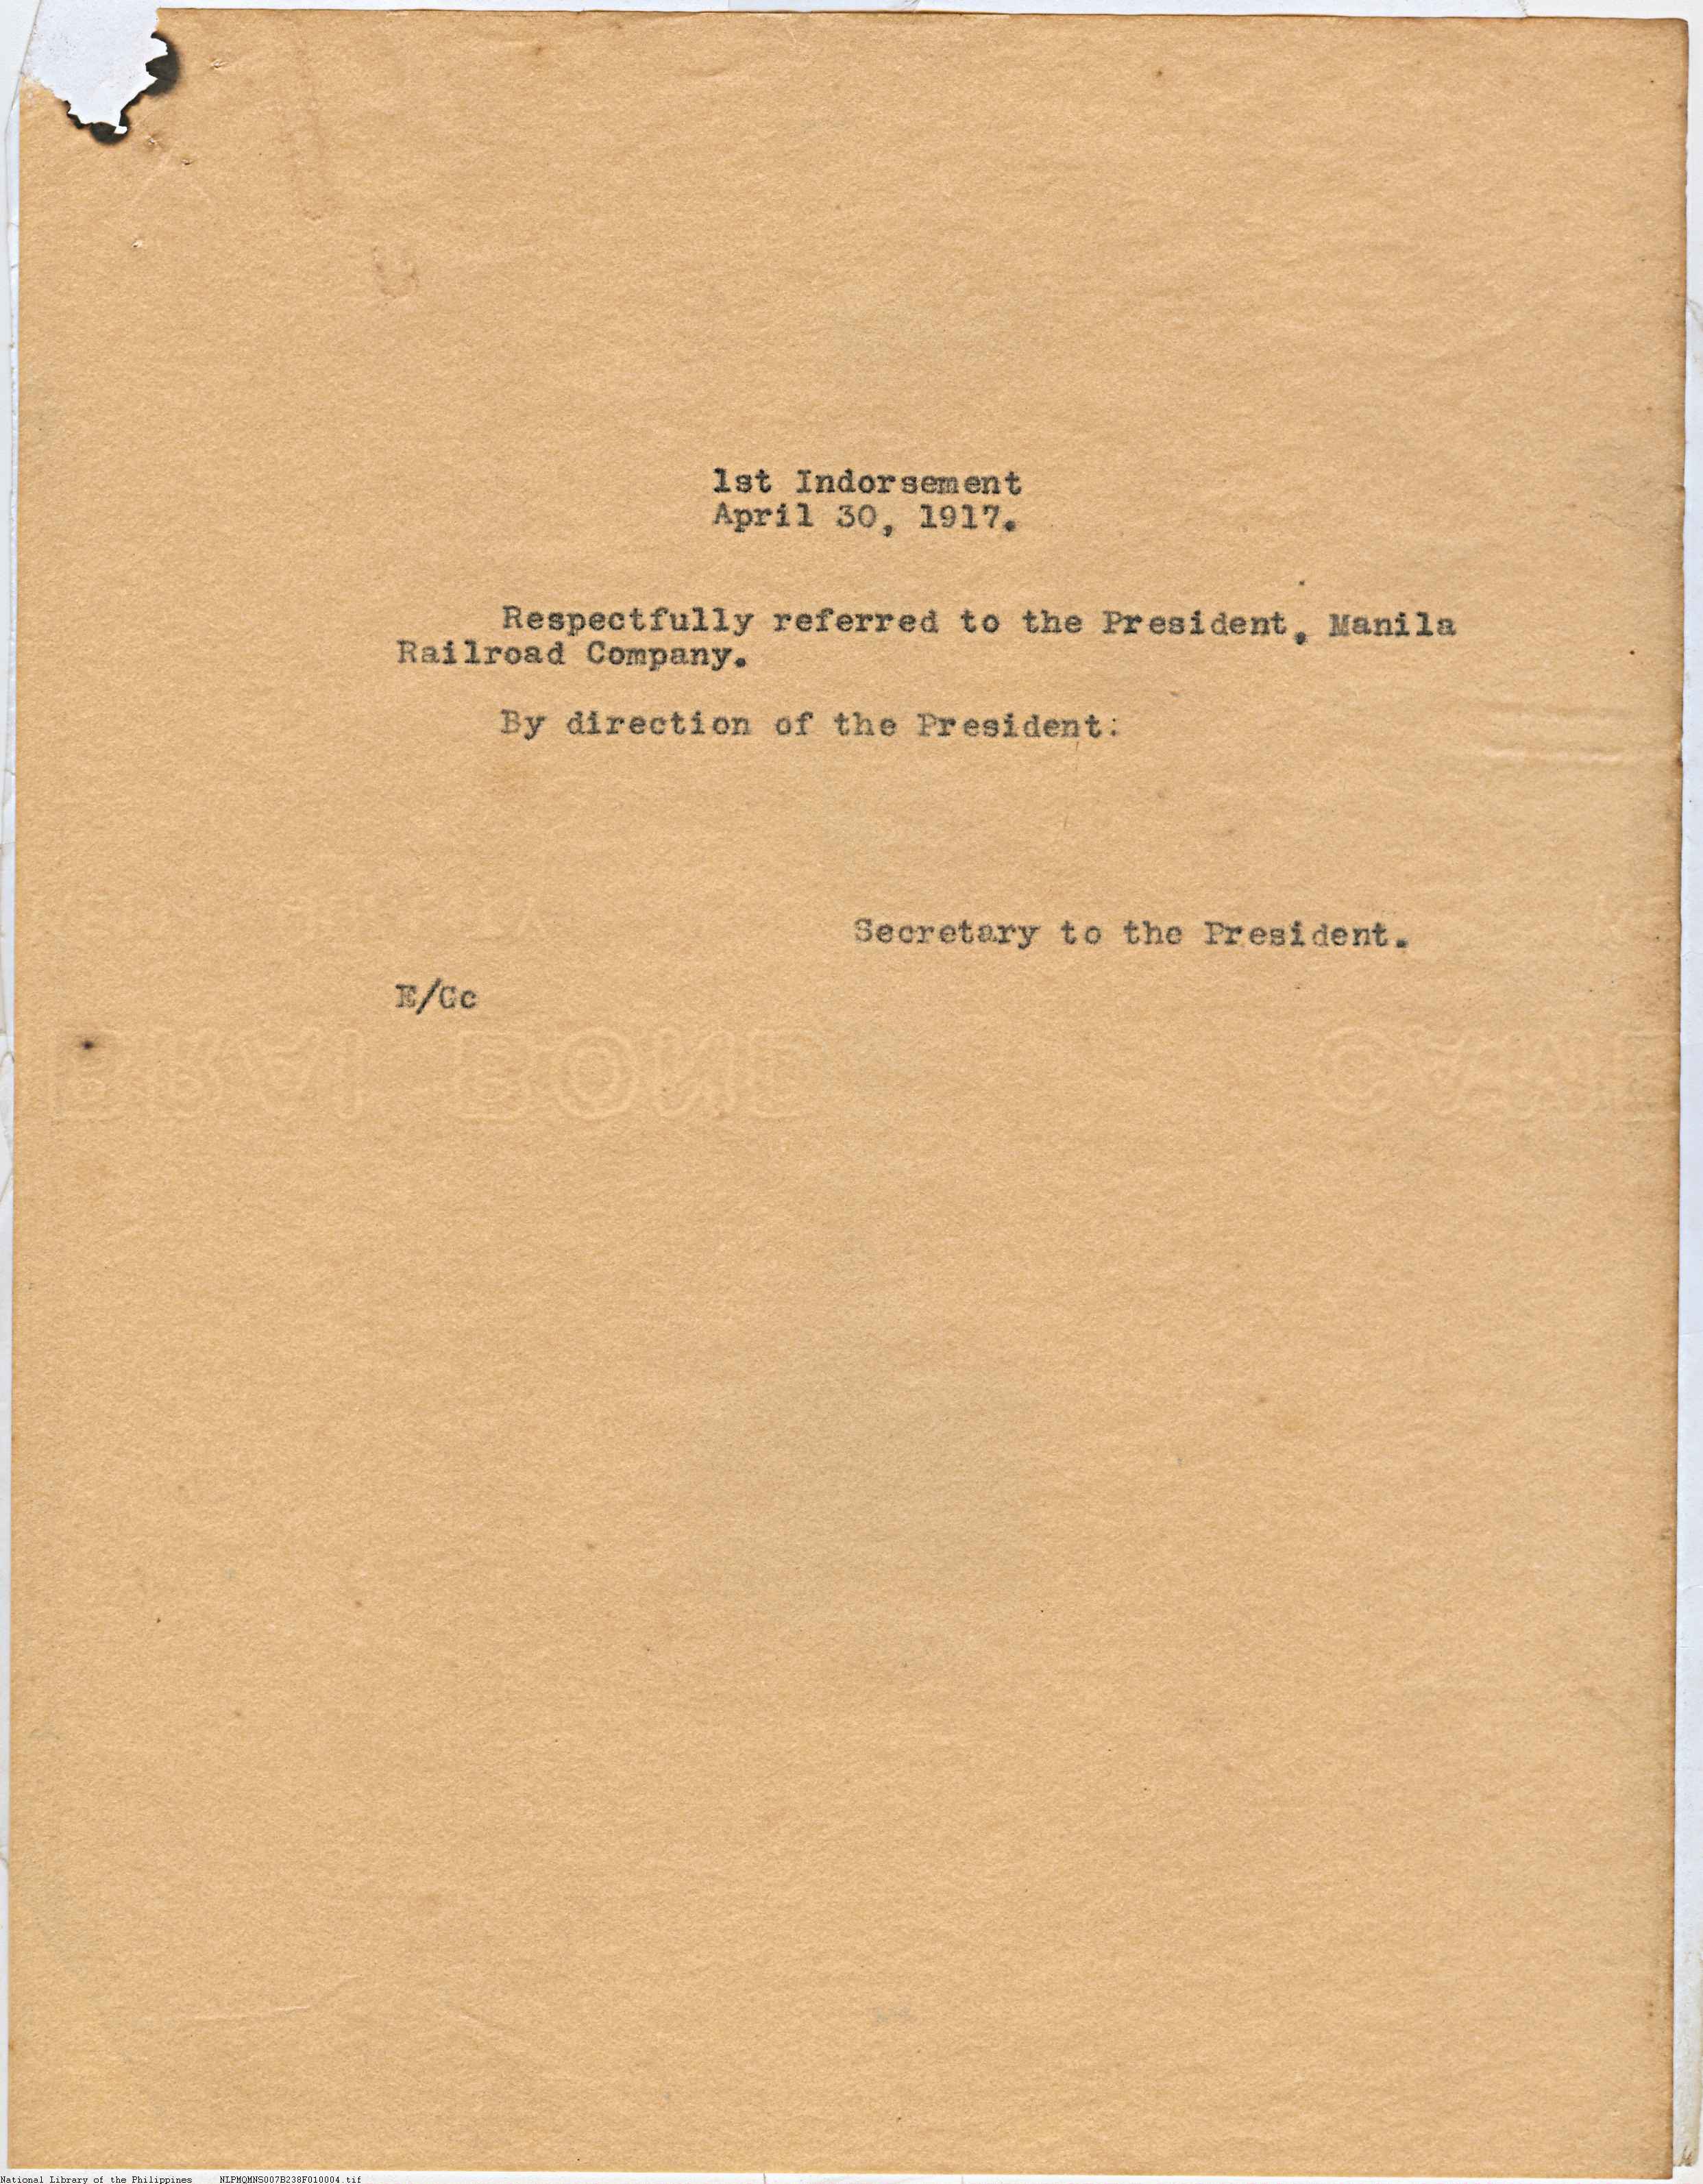 1st Indorsement
April 30, 1917.
Respectfully referred to the President, Manila
Railroad Company.
By direction of the President:
Secretary to the President.
E/Gc
BOND
National Library of the Philippines NLPMQMNS007B238F010004.tif